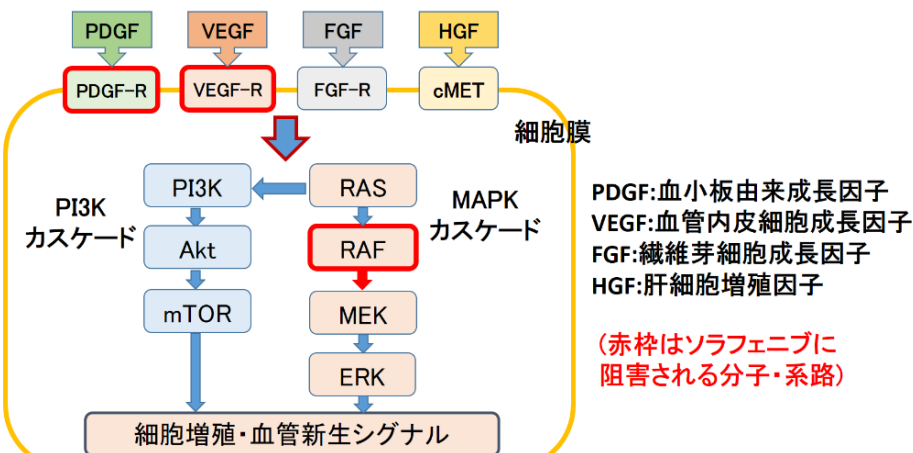 PDGF
VEGF
FGF
HGF
PDGF-R
VEGF-R
FGF-R
cMET
細胞膜
PI3K
カスケード
PI3K
RAS
MAPK
カスケード
Akt
RAF
mTOR
MEK
ERK
細胞増殖・血管新生シグナル
PDGF:血小板由来成長因子
VEGF:血管内皮細胞成長因子
FGF:繊維芽細胞成長因子
HGF:肝細胞増殖因子
(赤枠はソラフェニブに
阻害される分子・系路)